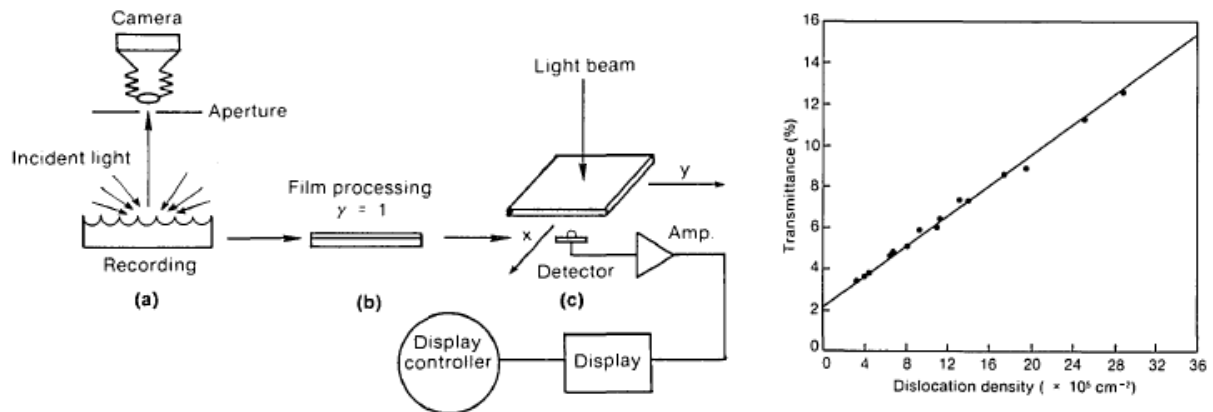 Camera
Aperture
Incident light
Recording
(a)
Film processing
γ = 1
(b)
Light beam
y
x
Detector
Amp.
(c)
Display
controller
Display
Transmittance (%)
16
14
12
10
8
6
4
2
0
0 4 8 12 16 20 24 28 32 36
Dislocation density ( × 10⁵ cm⁻²)